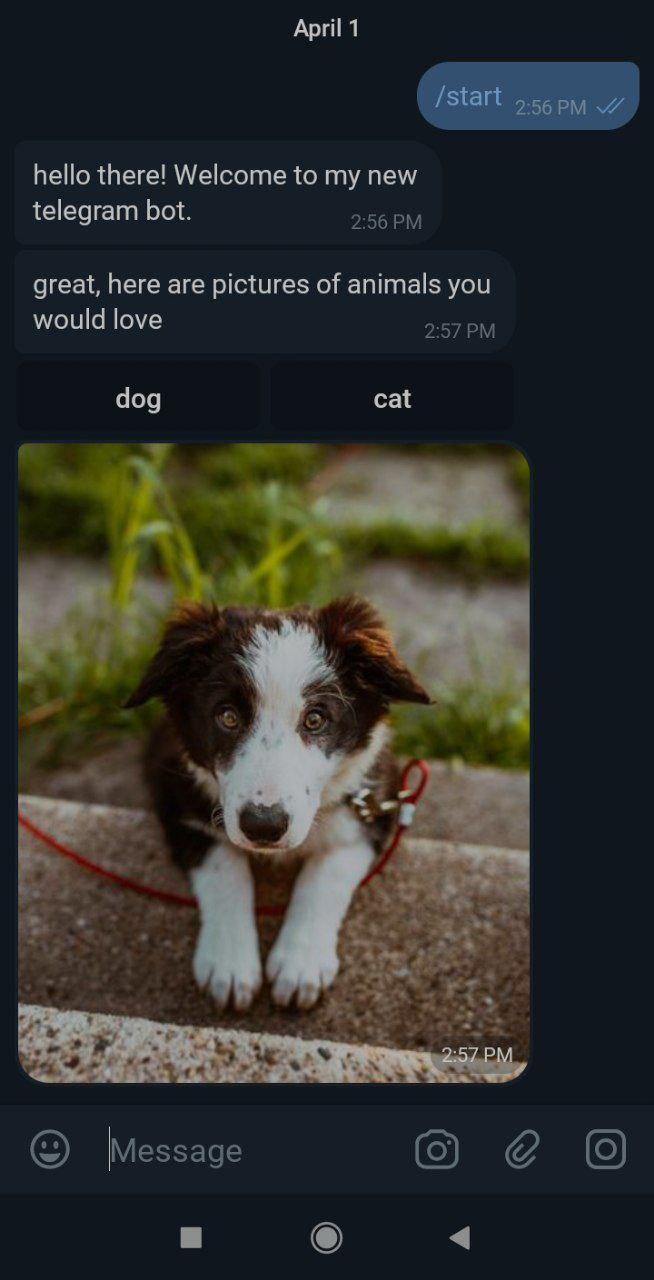 April 1
/start 2:56 PM
hello there! Welcome to my new
telegram bot.
2:56 PM
great, here are pictures of animals you
would love
2:57 PM
dog cat
2:57 PM
Message